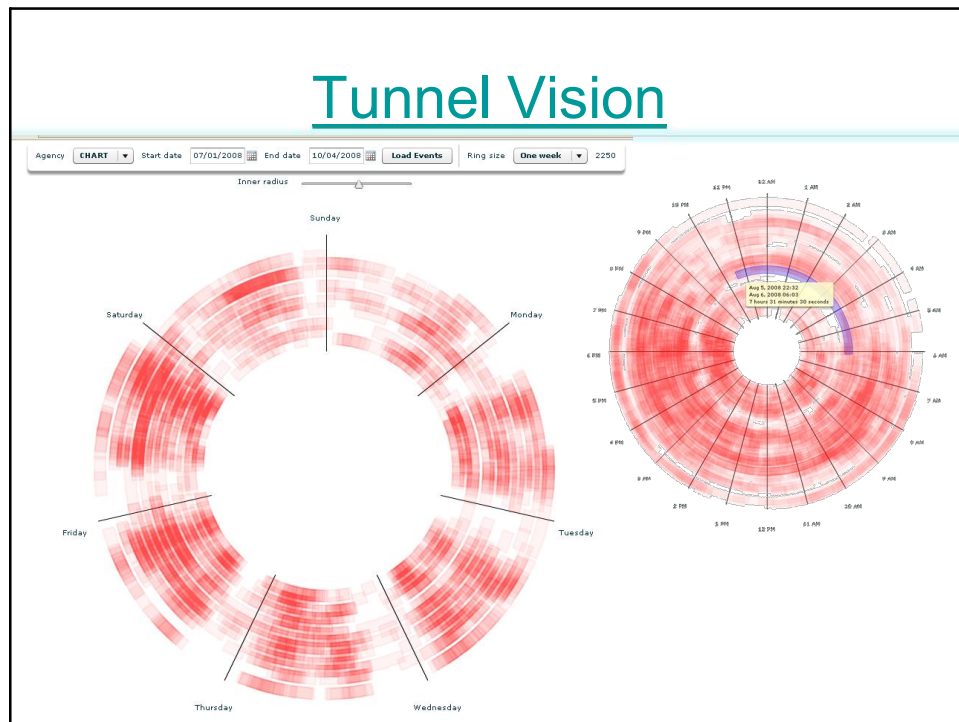 Tunnel Vision
Agency CHART Start date 07/01/2008 End date 10/04/2008 Load Events Ring size One week 2250
Inner radius
Sunday
Monday
Tuesday
Wednesday
Thursday
Friday
Saturday
12 AM
1 AM
2 AM
3 AM
4 AM
5 AM
6 AM
7 AM
9 AM
9 AM
10 AM
11 AM
12 PM
1 PM
2 PM
3 PM
4 PM
5 PM
6 PM
7 PM
8 PM
9 PM
10 PM
11 PM
Aug 5, 2008 22:32
Aug 6, 2008 06:03
7 hours 31 minutes 30 seconds